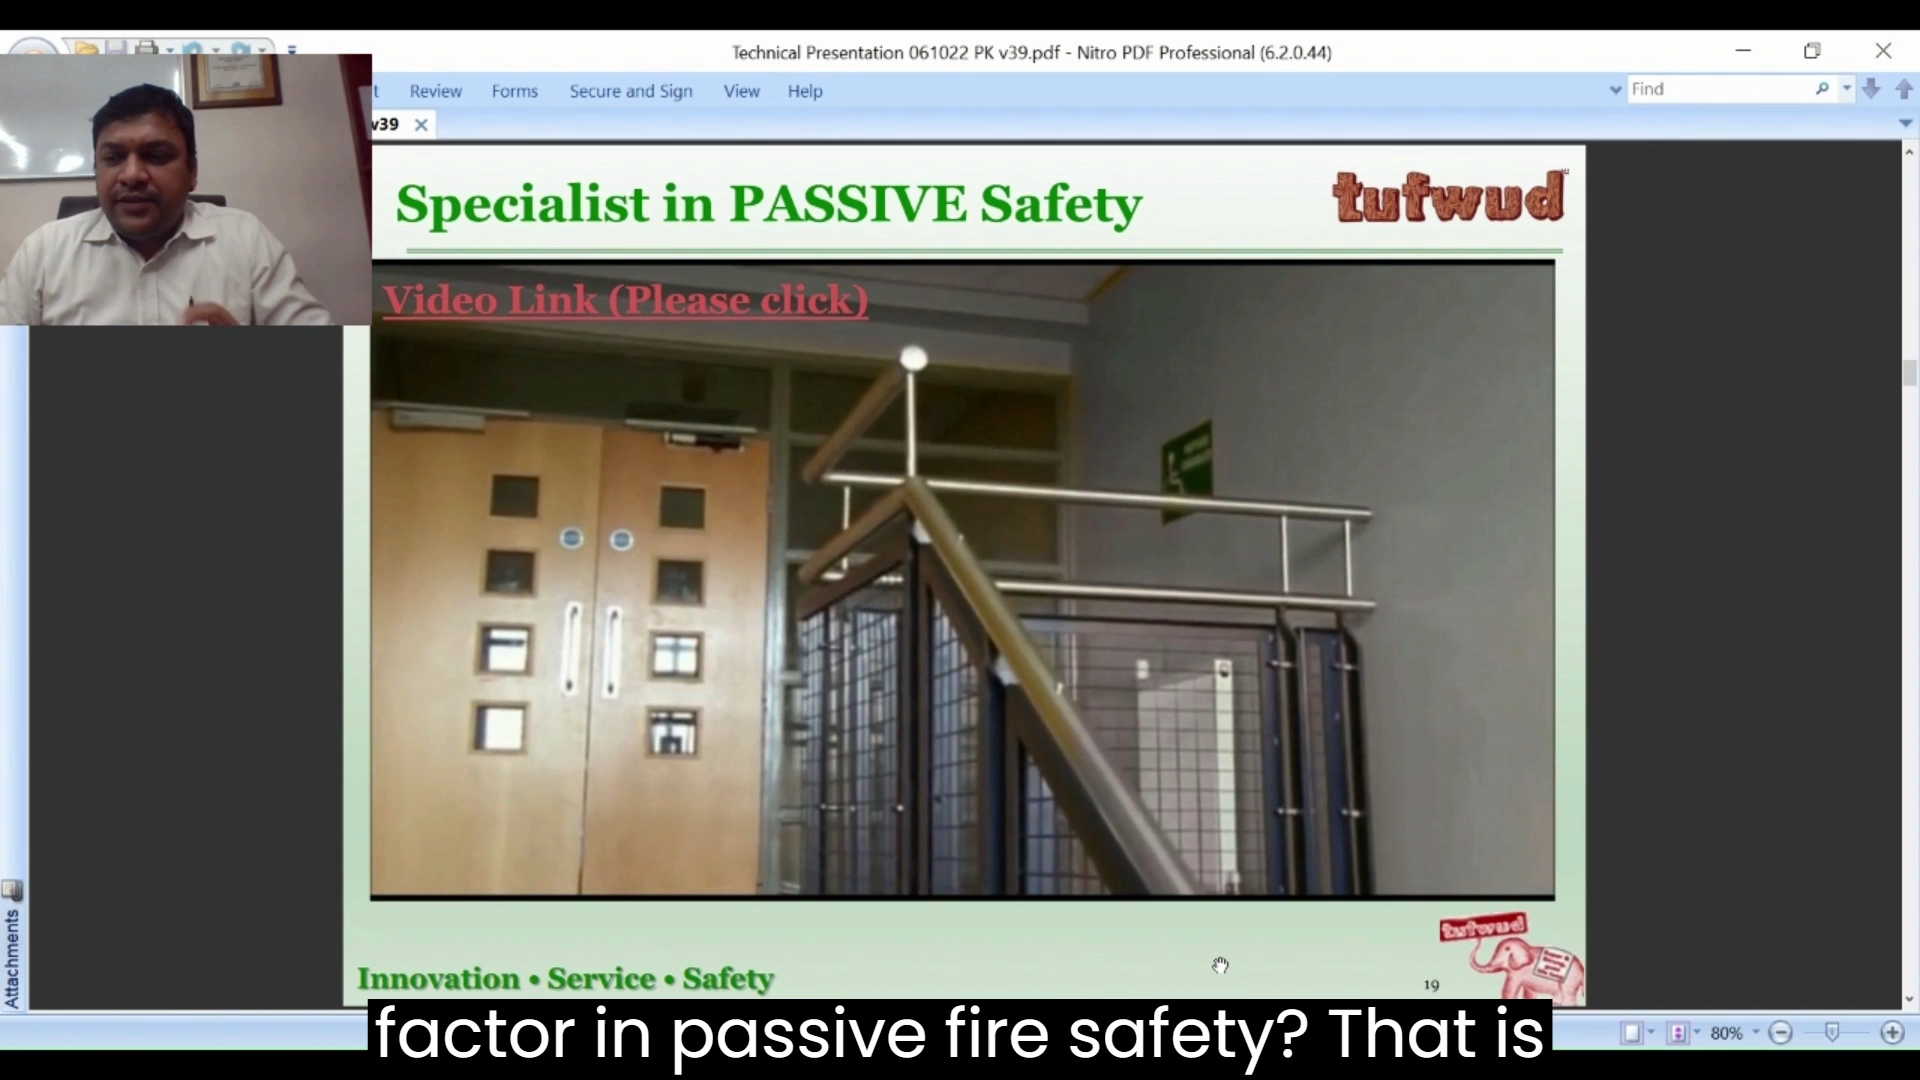 Technical Presentation 061022 PK v39.pdf - Nitro PDF Professional (6.2.0.44)
Review Forms Secure and Sign View Help
Find
v39
Specialist in PASSIVE Safety
tufwud
Video Link (Please click)
tufwud
Innovation • Service • Safety
19
Attachments
factor in passive fire safety? That is
80%